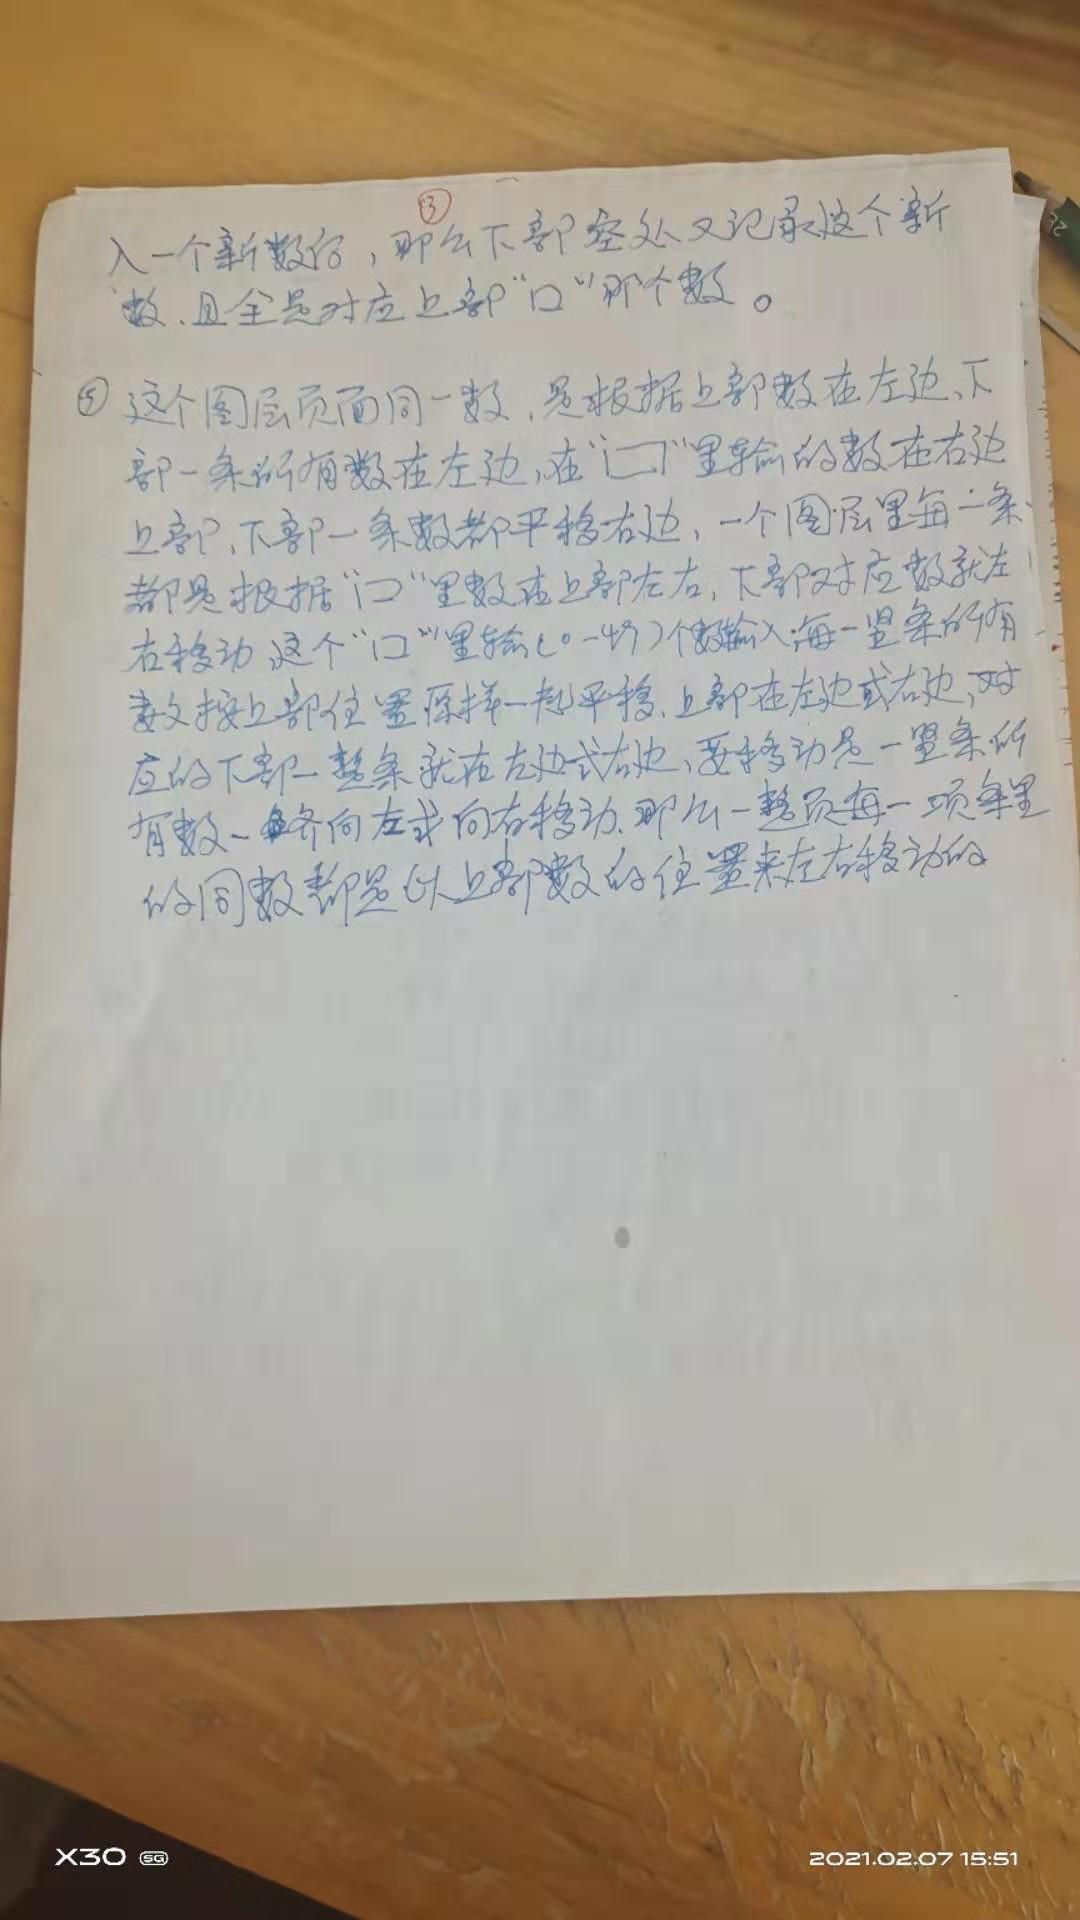 ③
入一个新数的，那么下部空处又记录这个新
数、且全是对应上部“口”那个数。
⑤ 这个图层页面同一数，是根据上部数在左边、下
部一条所有数在左边，在“口”里输的数在右边
上部，下部一条数都平移右边，一个图层里每一条
都是根据“口”里数在上部左右，下部对应数就左
右移动，这个“口”里输(0-49)个数输入，每一竖条所有
数按上部位置原样一起平移，上部在左边或右边，对
应的下部一整条就在左边或右边、要移动是一竖条所
有数一齐向左或向右移动，那么一整页每一项条里
的同数都是以上部数的位置来左右移动的
X30 5G
2021.02.07 15:51